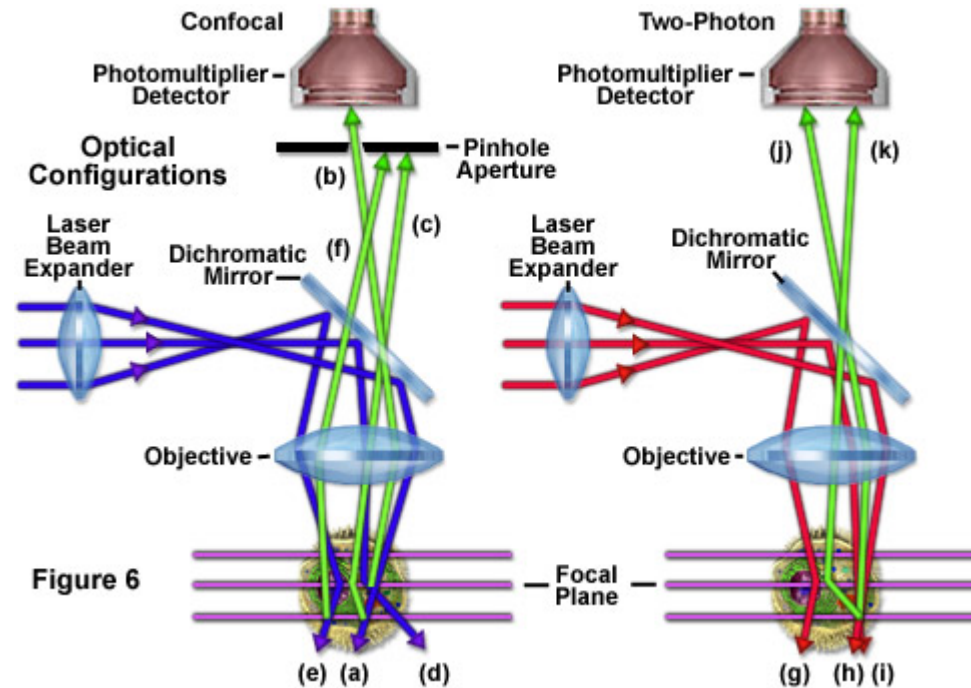 Confocal
Two-Photon
Photomultiplier
Detector
Photomultiplier
Detector
Optical
Configurations
Pinhole
Aperture
(b)
(c)
(f)
(j)
(k)
Laser
Beam
Expander
Dichromatic
Mirror
Laser
Beam
Expander
Dichromatic
Mirror
Objective
Objective
Figure 6
Focal
Plane
(e)
(a)
(d)
(g)
(h)
(i)